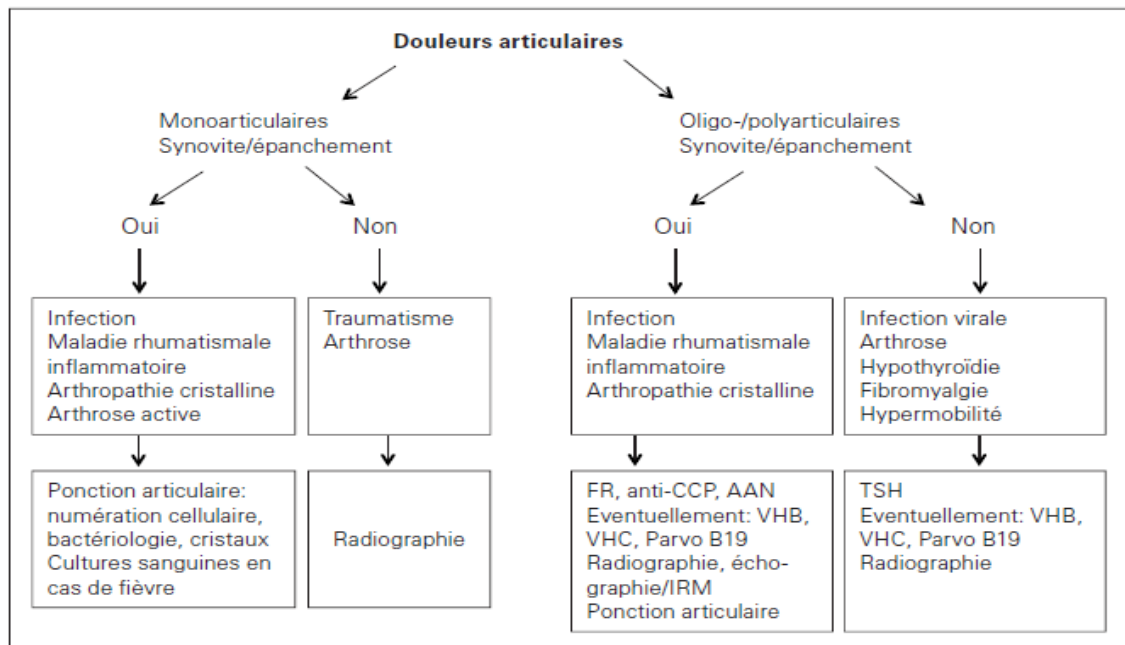 Douleurs articulaires
Monoarticulaires
Synovite/épanchement
Oligo-/polyarticulaires
Synovite/épanchement
Oui
Non
Oui
Non
Infection
Maladie rhumatismale
inflammatoire
Arthropathie cristalline
Arthrose active
Traumatisme
Arthrose
Infection
Maladie rhumatismale
inflammatoire
Arthropathie cristalline
Infection virale
Arthrose
Hypothyroïdie
Fibromyalgie
Hypermobilité
Ponction articulaire:
numération cellulaire,
bactériologie, cristaux
Cultures sanguines en
cas de fièvre
Radiographie
FR, anti-CCP, AAN
Eventuellement: VHB,
VHC, Parvo B19
Radiographie, écho-
graphie/IRM
Ponction articulaire
TSH
Eventuellement: VHB,
VHC, Parvo B19
Radiographie